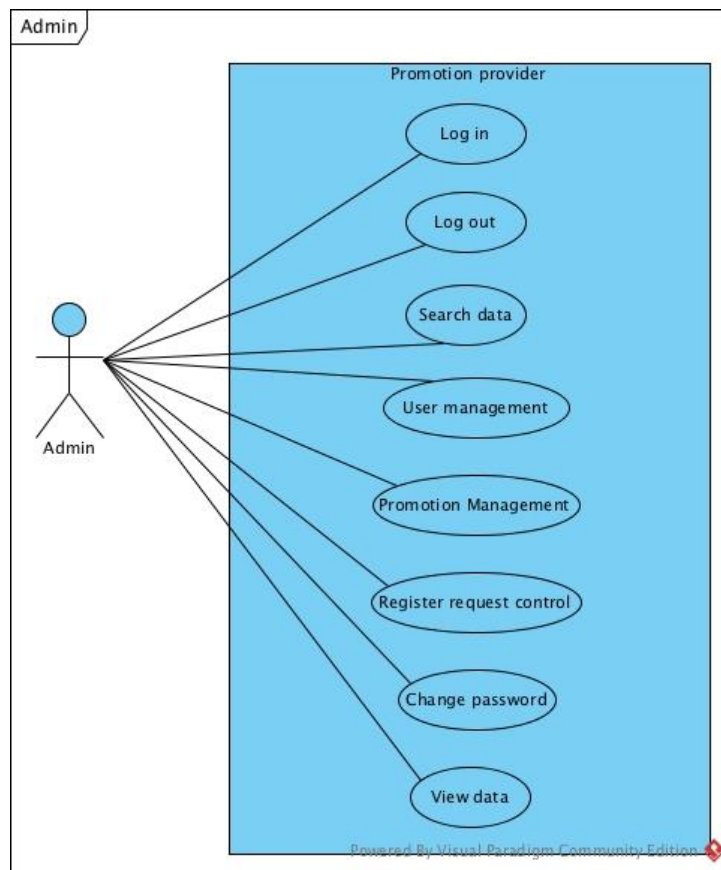 Admin
Promotion provider
Log in
Log out
Search data
User management
Admin
Promotion Management
Register request control
Change password
View data
Powered By Visual Paradigm Community Edition